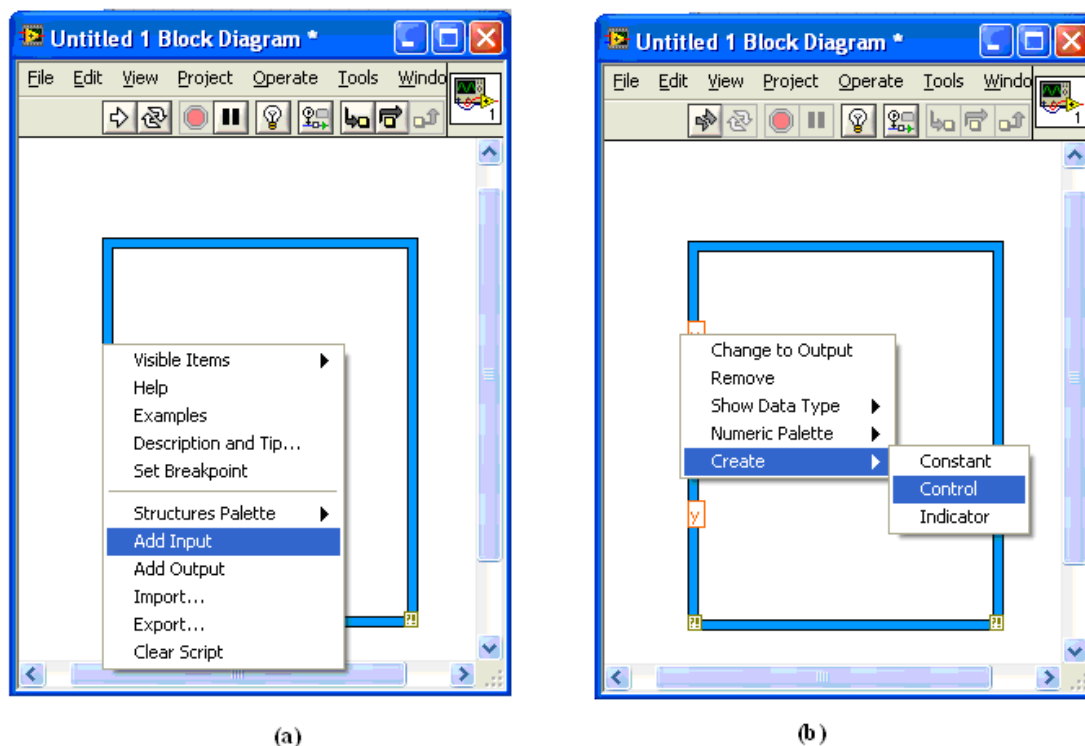 Untitled 1 Block Diagram *
File Edit View Project Operate Tools Windo
1
Visible Items
Help
Examples
Description and Tip...
Set Breakpoint
Structures Palette
Add Input
Add Output
Import...
Export...
Clear Script
?!
(a)
Untitled 1 Block Diagram *
File Edit View Project Operate Tools Windo
1
Change to Output
Remove
Show Data Type
Numeric Palette
Create
Constant
Control
Indicator
y
?! ?!
(b)